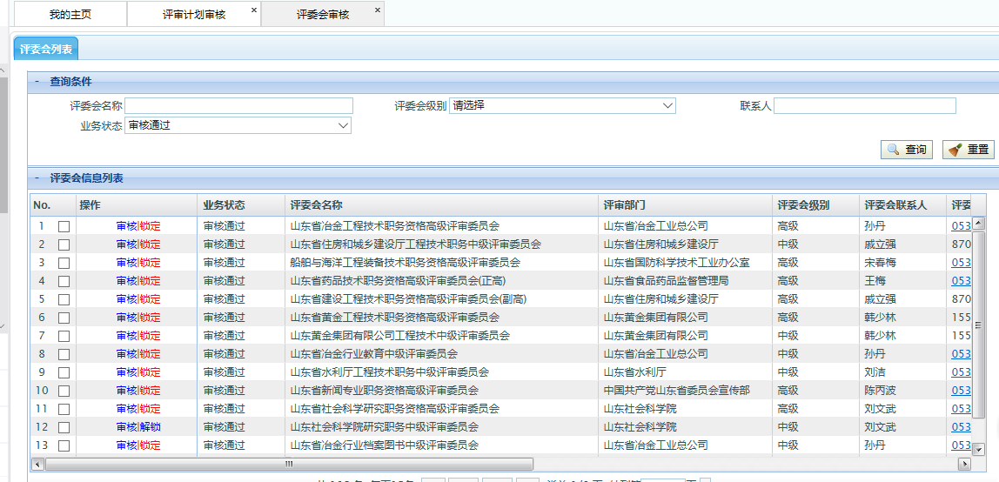 我的主页 评审计划审核 × 评委会审核 ×
评委会列表
- 查询条件
评委会名称 评委会级别 请选择 联系人
业务状态 审核通过
查询 重置
- 评委会信息列表
No. 操作 业务状态 评委会名称 评审部门 评委会级别 评委会联系人 评委
1 审核|锁定 审核通过 山东省冶金工程技术职务资格高级评审委员会 山东省冶金工业总公司 高级 孙丹 053
2 审核|锁定 审核通过 山东省住房和城乡建设厅工程技术职务中级评审委员会 山东省住房和城乡建设厅 中级 戚立强 870
3 审核|锁定 审核通过 船舶与海洋工程装备技术职务资格高级评审委员会 山东省国防科学技术工业办公室 高级 宋春梅 053
4 审核|锁定 审核通过 山东省药品技术职务资格高级评审委员会(正高) 山东省食品药品监督管理局 高级 王梅 053
5 审核|锁定 审核通过 山东省建设工程技术职务资格高级评审委员会(副高) 山东省住房和城乡建设厅 高级 戚立强 870
6 审核|锁定 审核通过 山东省黄金工程技术职务资格高级评审委员会 山东黄金集团有限公司 高级 韩少林 155
7 审核|锁定 审核通过 山东黄金集团有限公司工程技术中级评审委员会 山东黄金集团有限公司 中级 韩少林 155
8 审核|锁定 审核通过 山东省冶金行业教育中级评审委员会 山东省冶金工业总公司 中级 孙丹 053
9 审核|锁定 审核通过 山东省水利厅工程技术职务中级评审委员会 山东省水利厅 中级 刘洁 053
10 审核|锁定 审核通过 山东省新闻专业职务资格高级评审委员会 中国共产党山东省委员会宣传部 高级 陈丙波 053
11 审核|锁定 审核通过 山东省社会科学研究职务资格高级评审委员会 山东社会科学院 高级 刘文武 053
12 审核|解锁 审核通过 山东社会科学院研究职务中级评审委员会 山东社会科学院 中级 刘文武 053
13 审核|锁定 审核通过 山东省冶金行业档案图书中级评审委员会 山东省冶金工业总公司 中级 孙丹 053